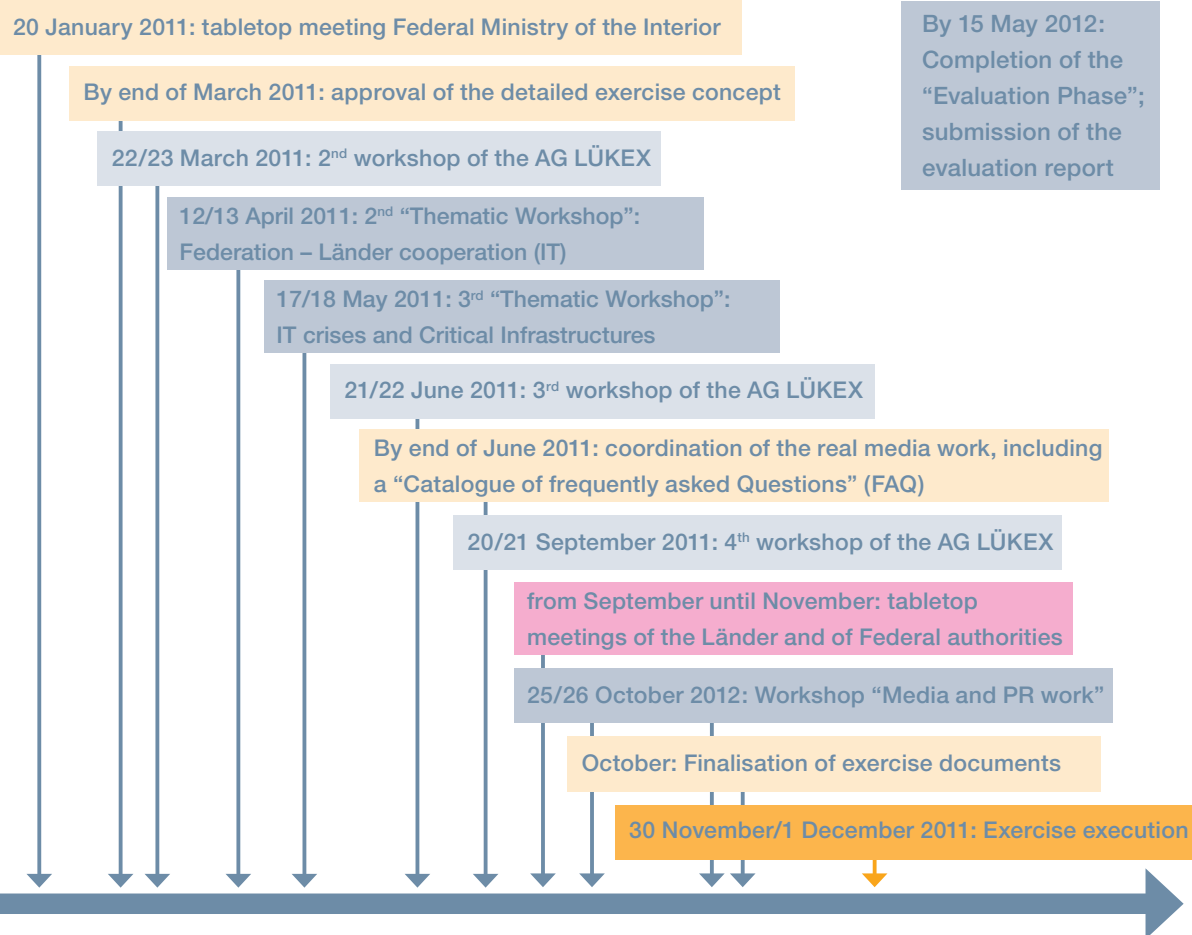 20 January 2011: tabletop meeting Federal Ministry of the Interior
By 15 May 2012:
Completion of the
“Evaluation Phase”;
submission of the
evaluation report
By end of March 2011: approval of the detailed exercise concept
22/23 March 2011: 2nd workshop of the AG LÜKEX
12/13 April 2011: 2nd “Thematic Workshop”:
Federation – Länder cooperation (IT)
17/18 May 2011: 3rd “Thematic Workshop”:
IT crises and Critical Infrastructures
21/22 June 2011: 3rd workshop of the AG LÜKEX
By end of June 2011: coordination of the real media work, including
a “Catalogue of frequently asked Questions” (FAQ)
20/21 September 2011: 4th workshop of the AG LÜKEX
from September until November: tabletop
meetings of the Länder and of Federal authorities
25/26 October 2012: Workshop “Media and PR work”
October: Finalisation of exercise documents
30 November/1 December 2011: Exercise execution